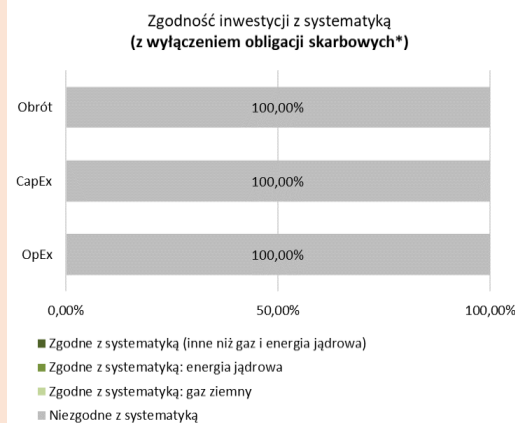 Zgodność inwestycji z systematyką
(z wyłączeniem obligacji skarbowych*)
Obrót
100,00%
CapEx
100,00%
OpEx
100,00%
0,00%
50,00%
100,00%
Zgodne z systematyką (inne niż gaz i energia jądrowa)
Zgodne z systematyką: energia jądrowa
Zgodne z systematyką: gaz ziemny
Niezgodne z systematyką